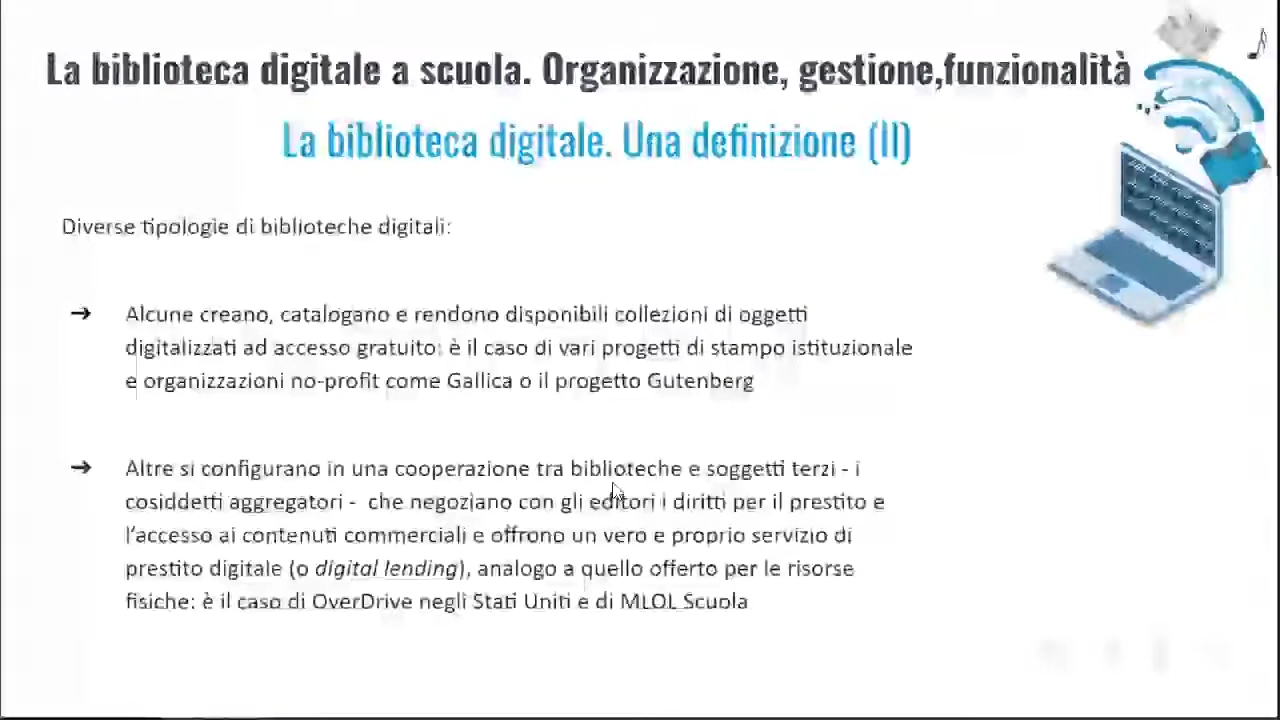 La biblioteca digitale a scuola. Organizzazione, gestione,funzionalità
La biblioteca digitale. Una definizione (II)
Diverse tipologie di biblioteche digitali:
➔ Alcune creano, catalogano e rendono disponibili collezioni di oggetti
digitalizzati ad accesso gratuito: è il caso di vari progetti di stampo istituzionale
e organizzazioni no-profit come Gallica o il progetto Gutenberg
➔ Altre si configurano in una cooperazione tra biblioteche e soggetti terzi - i
cosiddetti aggregatori - che negoziano con gli editori i diritti per il prestito e
l’accesso ai contenuti commerciali e offrono un vero e proprio servizio di
prestito digitale (o digital lending), analogo a quello offerto per le risorse
fisiche: è il caso di OverDrive negli Stati Uniti e di MLOL Scuola